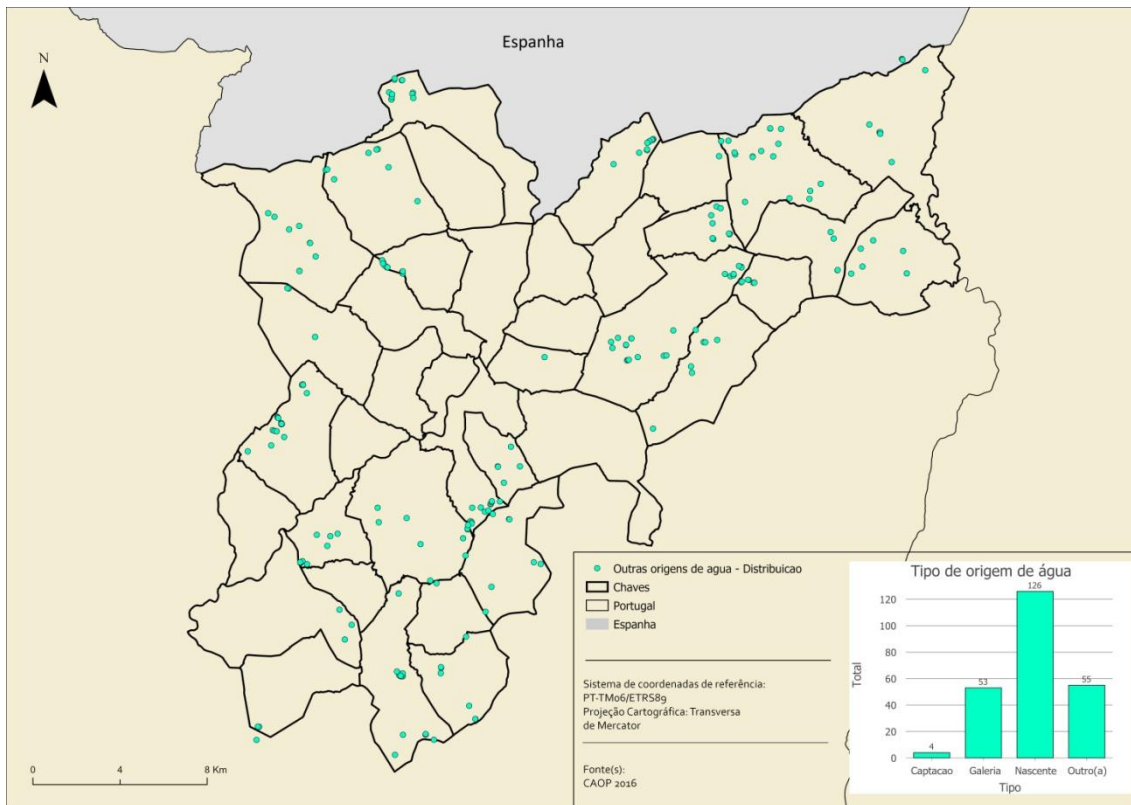 Espanha
N
0 4 8 Km
Outras origens de agua - Distribuicao
Chaves
Portugal
Espanha
Sistema de coordenadas de referência:
PT-TM06/ETRS89
Projeção Cartográfica: Transversa
de Mercator
Fonte(s):
CAOP 2016
Tipo de origem de água
Total
120
100
80
60
40
20
0
4
53
126
55
Captacao Galeria Nascente Outro(a)
Tipo